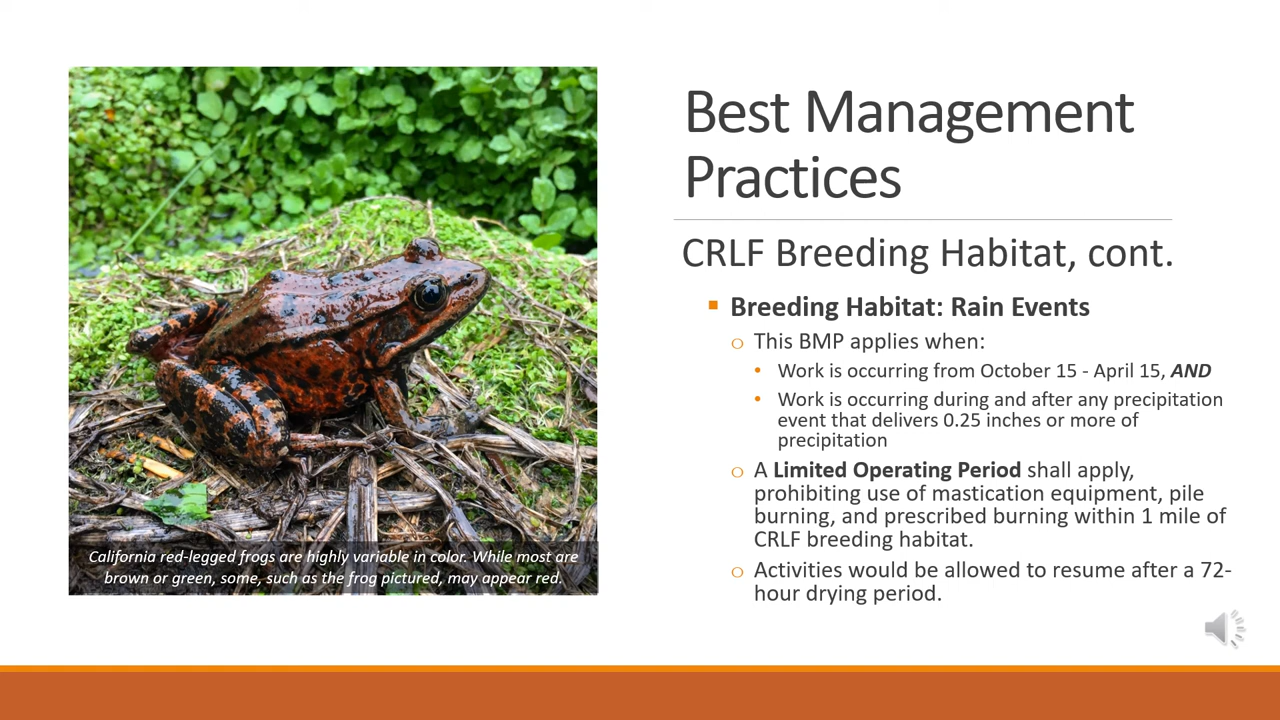 Best Management
Practices
CRLF Breeding Habitat, cont.
Breeding Habitat: Rain Events
This BMP applies when:
Work is occurring from October 15 - April 15, AND
Work is occurring during and after any precipitation
event that delivers 0.25 inches or more of
precipitation
A Limited Operating Period shall apply,
prohibiting use of mastication equipment, pile
burning, and prescribed burning within 1 mile of
CRLF breeding habitat.
Activities would be allowed to resume after a 72-
hour drying period.
California red-legged frogs are highly variable in color. While most are
brown or green, some, such as the frog pictured, may appear red.